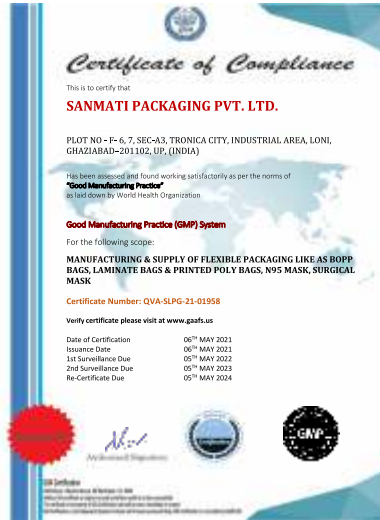 Certificate of Compliance
This is to certify that
SANMATI PACKAGING PVT. LTD.
PLOT NO - F- 6, 7, SEC-A3, TRONICA CITY, INDUSTRIAL AREA, LONI,
GHAZIABAD–201102, UP, (INDIA)
Has been assessed and found working satisfactorily as per the norms of
"Good Manufacturing Practice"
as laid down by World Health Organization
Good Manufacturing Practice (GMP) System
For the following scope:
MANUFACTURING & SUPPLY OF FLEXIBLE PACKAGING LIKE AS BOPP
BAGS, LAMINATE BAGS & PRINTED POLY BAGS, N95 MASK, SURGICAL
MASK
Certificate Number: QVA-SLPG-21-01958
Verify certificate please visit at www.gaafs.us
Date of Certification 06TH MAY 2021
Issuance Date 06TH MAY 2021
1st Surveillance Due 05TH MAY 2022
2nd Surveillance Due 05TH MAY 2023
Re-Certificate Due 05TH MAY 2024
GMP
Authorised Signatory